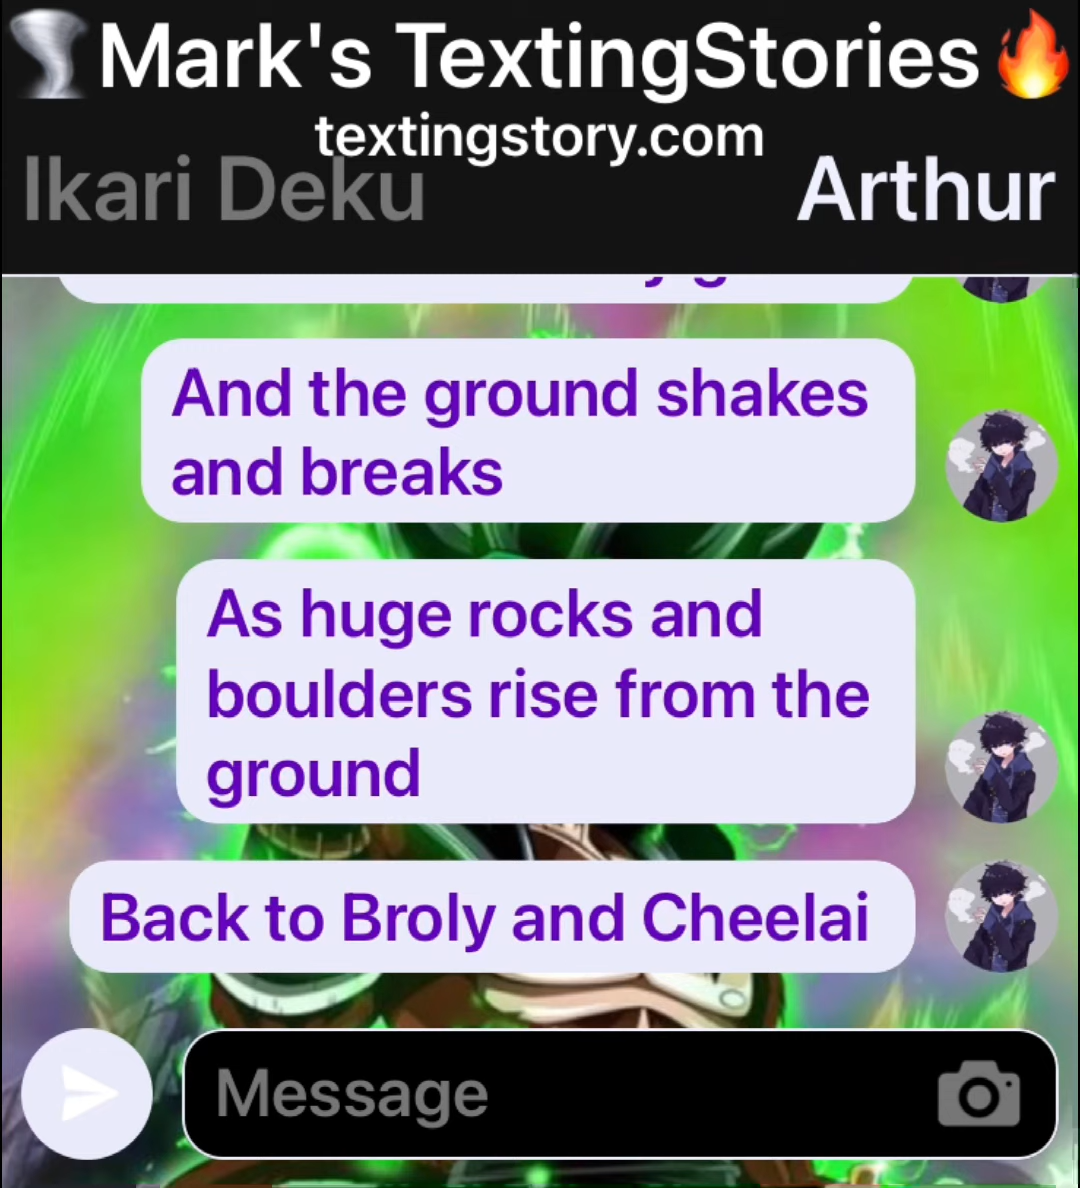 Mark's TextingStories
textingstory.com
Ikari Deku
Arthur
And the ground shakes
and breaks
As huge rocks and
boulders rise from the
ground
Back to Broly and Cheelai
Message